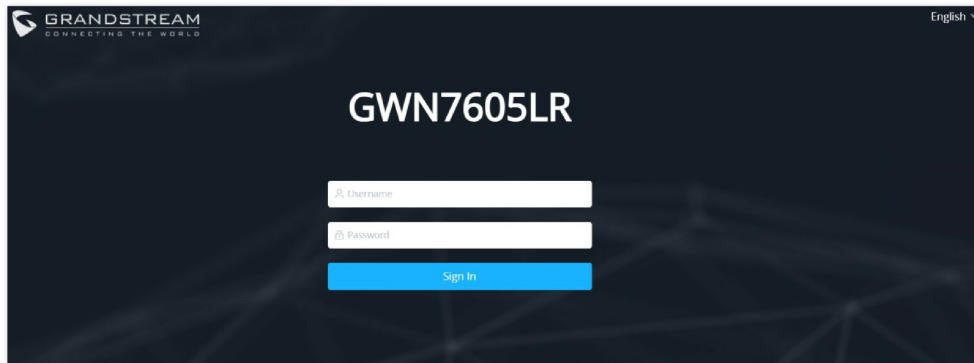 GRANDSTREAM
CONNECTING THE WORLD
English
GWN7605LR
Username
Password
Sign In